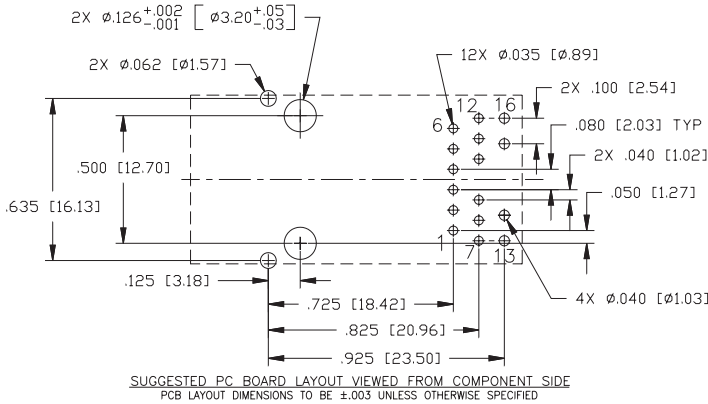 2X ø.126 +.002 -.001 [ ø3.20 +.05 -.03 ]
2X ø.062 [ø1.57]
12X ø.035 [ø.89]
2X .100 [2.54]
12 16
6
.080 [2.03] TYP
2X .040 [1.02]
.500 [12.70]
.050 [1.27]
.635 [16.13]
1
7 13
.125 [3.18]
.725 [18.42]
4X ø.040 [ø1.03]
.825 [20.96]
.925 [23.50]
SUGGESTED PC BOARD LAYOUT VIEWED FROM COMPONENT SIDE
PCB LAYOUT DIMENSIONS TO BE ±.003 UNLESS OTHERWISE SPECIFIED